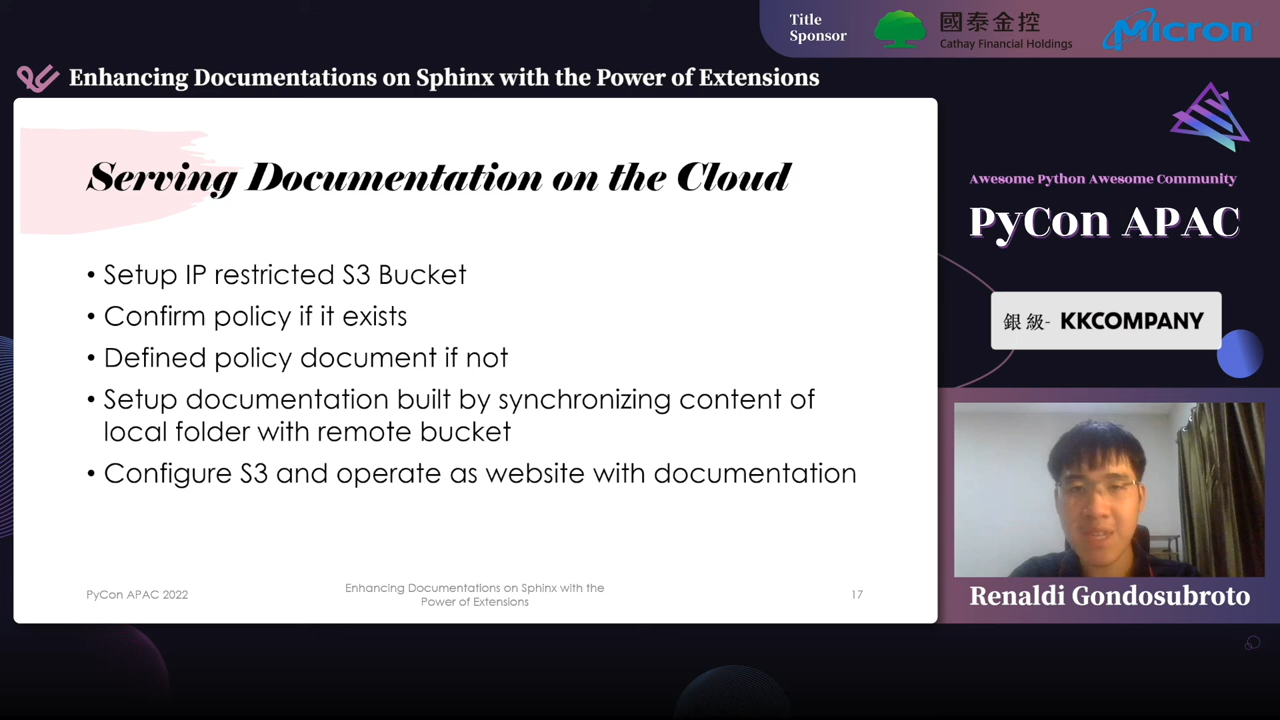 Title
Sponsor
國泰金控
Cathay Financial Holdings
Micron
Enhancing Documentations on Sphinx with the Power of Extensions
Serving Documentation on the Cloud
• Setup IP restricted S3 Bucket
• Confirm policy if it exists
• Defined policy document if not
• Setup documentation built by synchronizing content of
local folder with remote bucket
• Configure S3 and operate as website with documentation
PyCon APAC 2022
Enhancing Documentations on Sphinx with the
Power of Extensions
17
Awesome Python Awesome Community
PyCon APAC
銀級- KKCOMPANY
Renaldi Gondosubroto